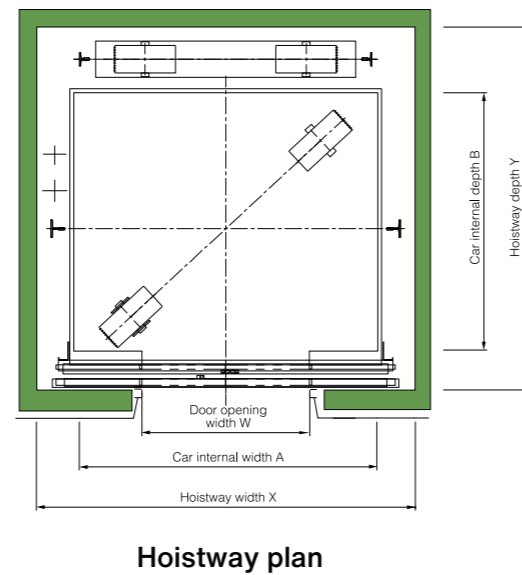 Car internal depth B
Hoistway depth Y
Door opening
width W
Car internal width A
Hoistway width X
Hoistway plan